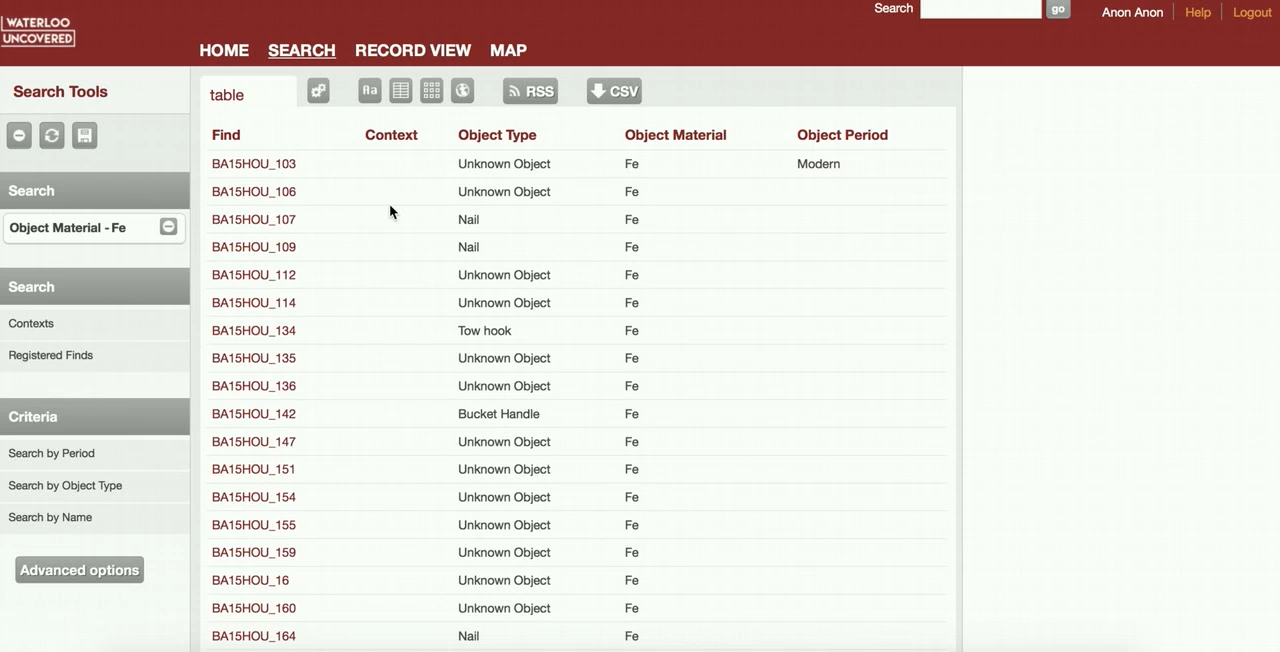 Search go Anon Anon Help Logout
WATERLOO
UNCOVERED
HOME SEARCH RECORD VIEW MAP
Search Tools
Search
Object Material - Fe
Search
Contexts
Registered Finds
Criteria
Search by Period
Search by Object Type
Search by Name
Advanced options
table fla RSS CSV
Find Context Object Type Object Material Object Period
BA15HOU_103 Unknown Object Fe Modern
BA15HOU_106 Unknown Object Fe
BA15HOU_107 Nail Fe
BA15HOU_109 Nail Fe
BA15HOU_112 Unknown Object Fe
BA15HOU_114 Unknown Object Fe
BA15HOU_134 Tow hook Fe
BA15HOU_135 Unknown Object Fe
BA15HOU_136 Unknown Object Fe
BA15HOU_142 Bucket Handle Fe
BA15HOU_147 Unknown Object Fe
BA15HOU_151 Unknown Object Fe
BA15HOU_154 Unknown Object Fe
BA15HOU_155 Unknown Object Fe
BA15HOU_159 Unknown Object Fe
BA15HOU_16 Unknown Object Fe
BA15HOU_160 Unknown Object Fe
BA15HOU_164 Nail Fe